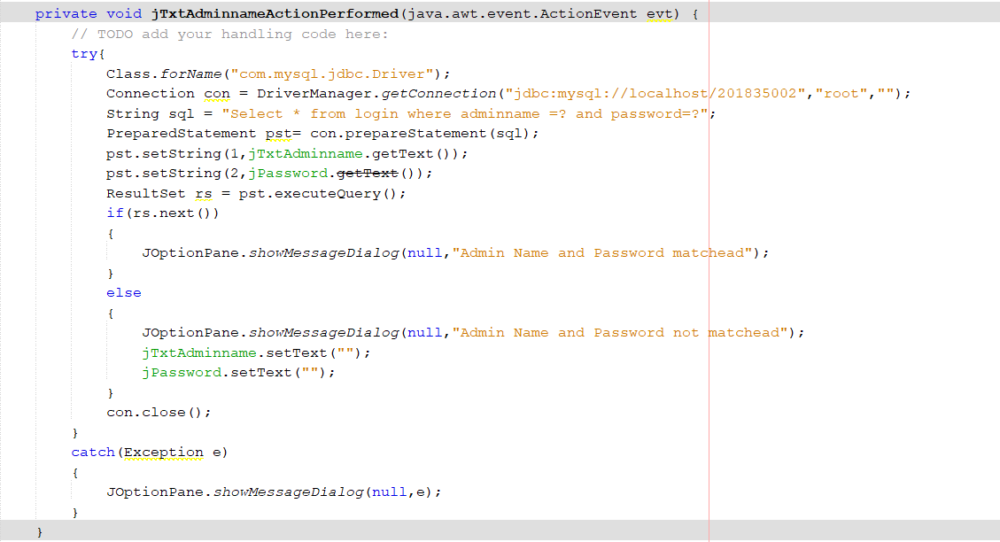 private void jTxtAdminnameActionPerformed(java.awt.event.ActionEvent evt) {
// TODO add your handling code here:
try{
Class.forName("com.mysql.jdbc.Driver");
Connection con = DriverManager.getConnection("jdbc:mysql://localhost/201835002","root","");
String sql = "Select * from login where adminname =? and password=?";
PreparedStatement pst= con.prepareStatement(sql);
pst.setString(1,jTxtAdminname.getText());
pst.setString(2,jPassword.getText());
ResultSet rs = pst.executeQuery();
if(rs.next())
{
JOptionPane.showMessageDialog(null,"Admin Name and Password matchead");
}
else
{
JOptionPane.showMessageDialog(null,"Admin Name and Password not matchead");
jTxtAdminname.setText("");
jPassword.setText("");
}
con.close();
}
catch(Exception e)
{
JOptionPane.showMessageDialog(null,e);
}
}